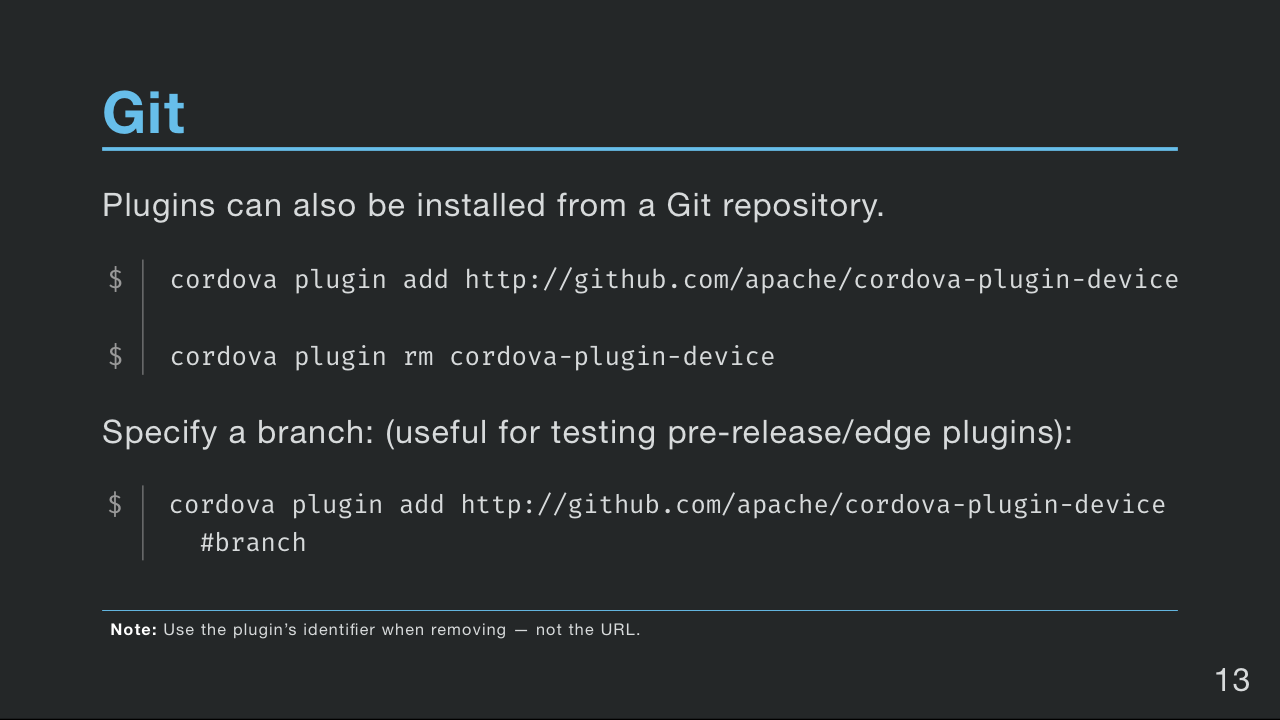 Git
Plugins can also be installed from a Git repository.
$ cordova plugin add http://github.com/apache/cordova-plugin-device
$ cordova plugin rm cordova-plugin-device
Specify a branch: (useful for testing pre-release/edge plugins):
$ cordova plugin add http://github.com/apache/cordova-plugin-device
#branch
Note: Use the plugin’s identifier when removing — not the URL.
13